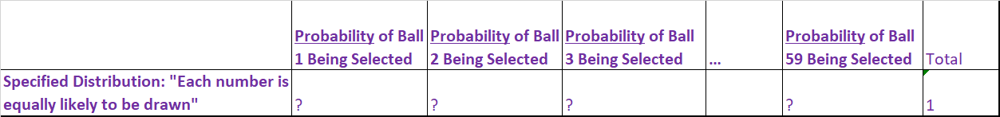 Probability of Ball
1 Being Selected
Probability of Ball
2 Being Selected
Probability of Ball
3 Being Selected
...
Probability of Ball
59 Being Selected
Total
Specified Distribution: "Each number is
equally likely to be drawn"
?
?
?
?
1